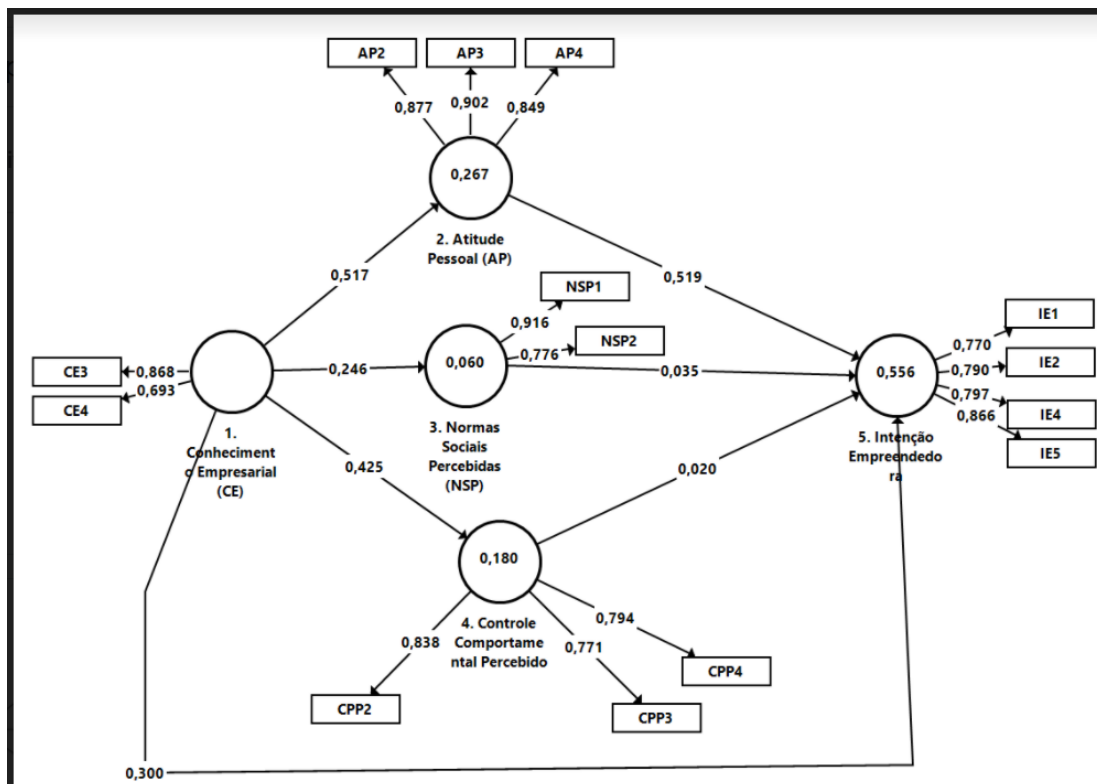 AP2 AP3 AP4
0,877 0,902 0,849
0,267
2. Atitude
Pessoal (AP)
0,517
0,519
NSP1
0,916
NSP2
0,776
0,060
0,246
0,035
3. Normas
Sociais
Percebidas
(NSP)
CE3
0,868
CE4
0,693
1.
Conheciment
o Empresarial
(CE)
0,556
5. Intenção
Empreendedo
ra
IE1
0,770
IE2
0,790
IE4
0,797
IE5
0,866
0,425
0,020
0,180
4. Controle
Comportame
ntal Percebido
0,838
0,771
0,794
CPP2
CPP3
CPP4
0,300